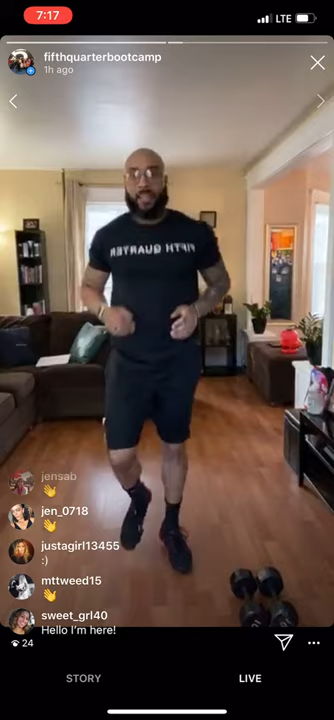 7:17
LTE
fifthquarterbootcamp
1h ago
FIFTH QUARTER
jensab
👋
jen_0718
👋
justagirl13455
:)
mttweed15
👋
sweet_grl40
Hello I'm here!
24
STORY
LIVE